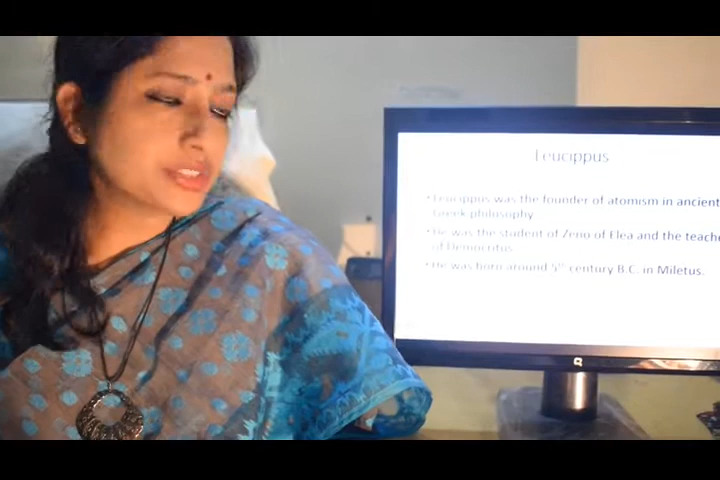 Leucippus
• Leucippus was the founder of atomism in ancient
Greek philosophy
• He was the student of Zeno of Elea and the teache
of Democritus.
• He was born around 5th century B.C. in Miletus.